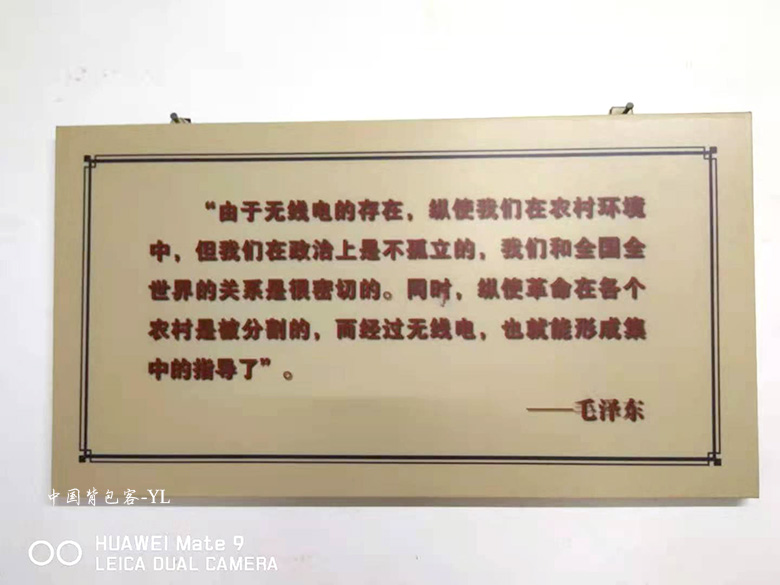 “由于无线电的存在，纵使我们在农村环境
中，但我们在政治上是不孤立的，我们和全国全
世界的关系是很密切的。同时，纵使革命在各个
农村是被分割的，而经过无线电，也就能形成集
中的指导了”。
——毛泽东
中国背包客-YL
HUAWEI Mate 9
LEICA DUAL CAMERA